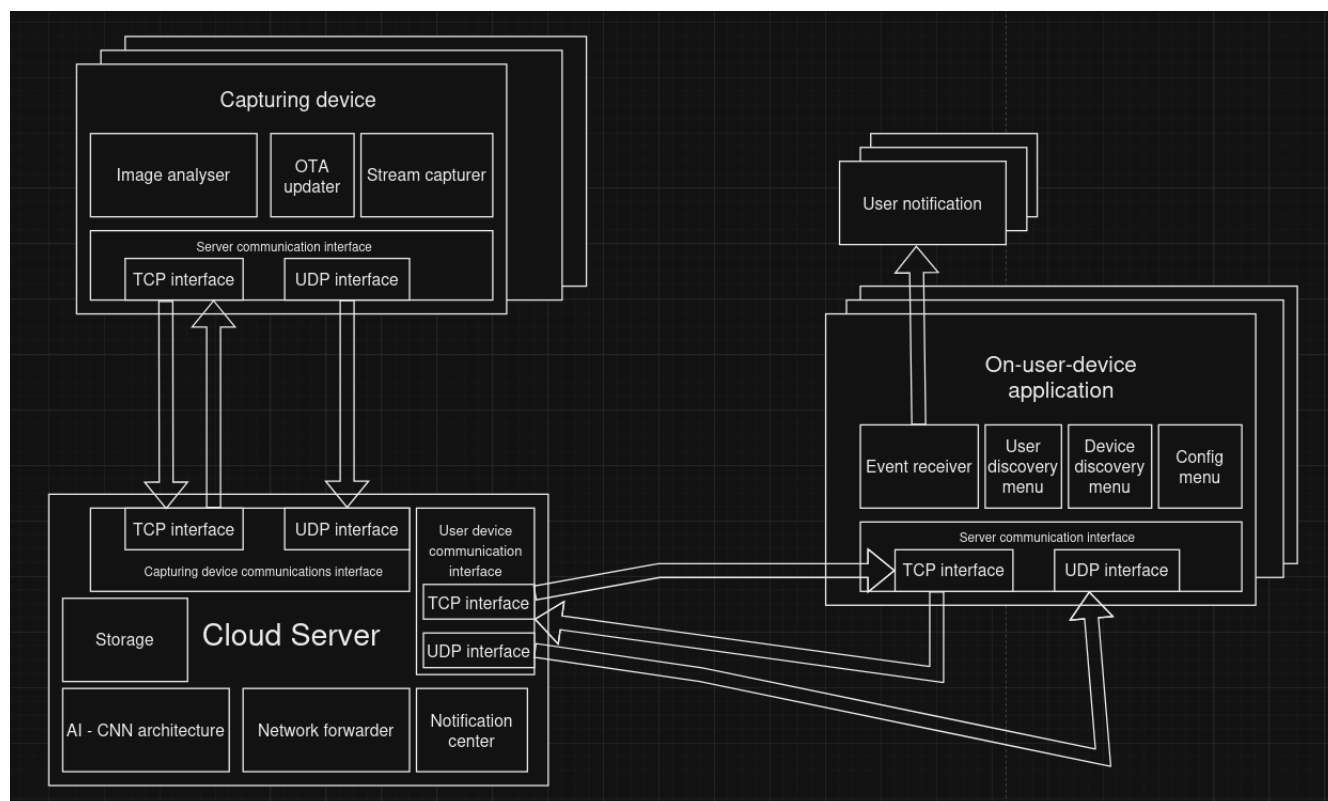 Capturing device
Image analyser
OTA
updater
Stream capturer
Server communication interface
TCP interface
UDP interface
User notification
On-user-device
application
Event receiver
User
discovery
menu
Device
discovery
menu
Config
menu
Server communication interface
TCP interface
UDP interface
TCP interface
UDP interface
Capturing device communications interface
User device
communication
interface
TCP interface
UDP interface
Storage
Cloud Server
AI - CNN architecture
Network forwarder
Notification
center